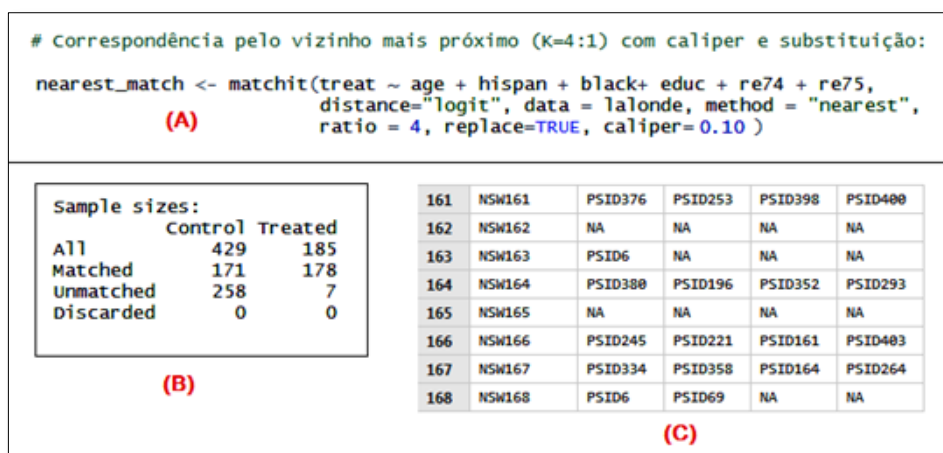 # Correspondência pelo vizinho mais próximo (K=4:1) com caliper e substituição:
nearest_match <- matchit(treat ~ age + hispan + black+ educ + re74 + re75,
distance="logit", data = lalonde, method = "nearest",
ratio = 4, replace=TRUE, caliper= 0.10 )
(A)
Sample sizes:
Control Treated
All 429 185
Matched 171 178
Unmatched 258 7
Discarded 0 0
(B)
161 NSW161 PSID376 PSID253 PSID398 PSID400
162 NSW162 NA NA NA NA
163 NSW163 PSID6 NA NA NA
164 NSW164 PSID380 PSID196 PSID352 PSID293
165 NSW165 NA NA NA NA
166 NSW166 PSID245 PSID221 PSID161 PSID403
167 NSW167 PSID334 PSID358 PSID164 PSID264
168 NSW168 PSID6 PSID69 NA NA
(C)